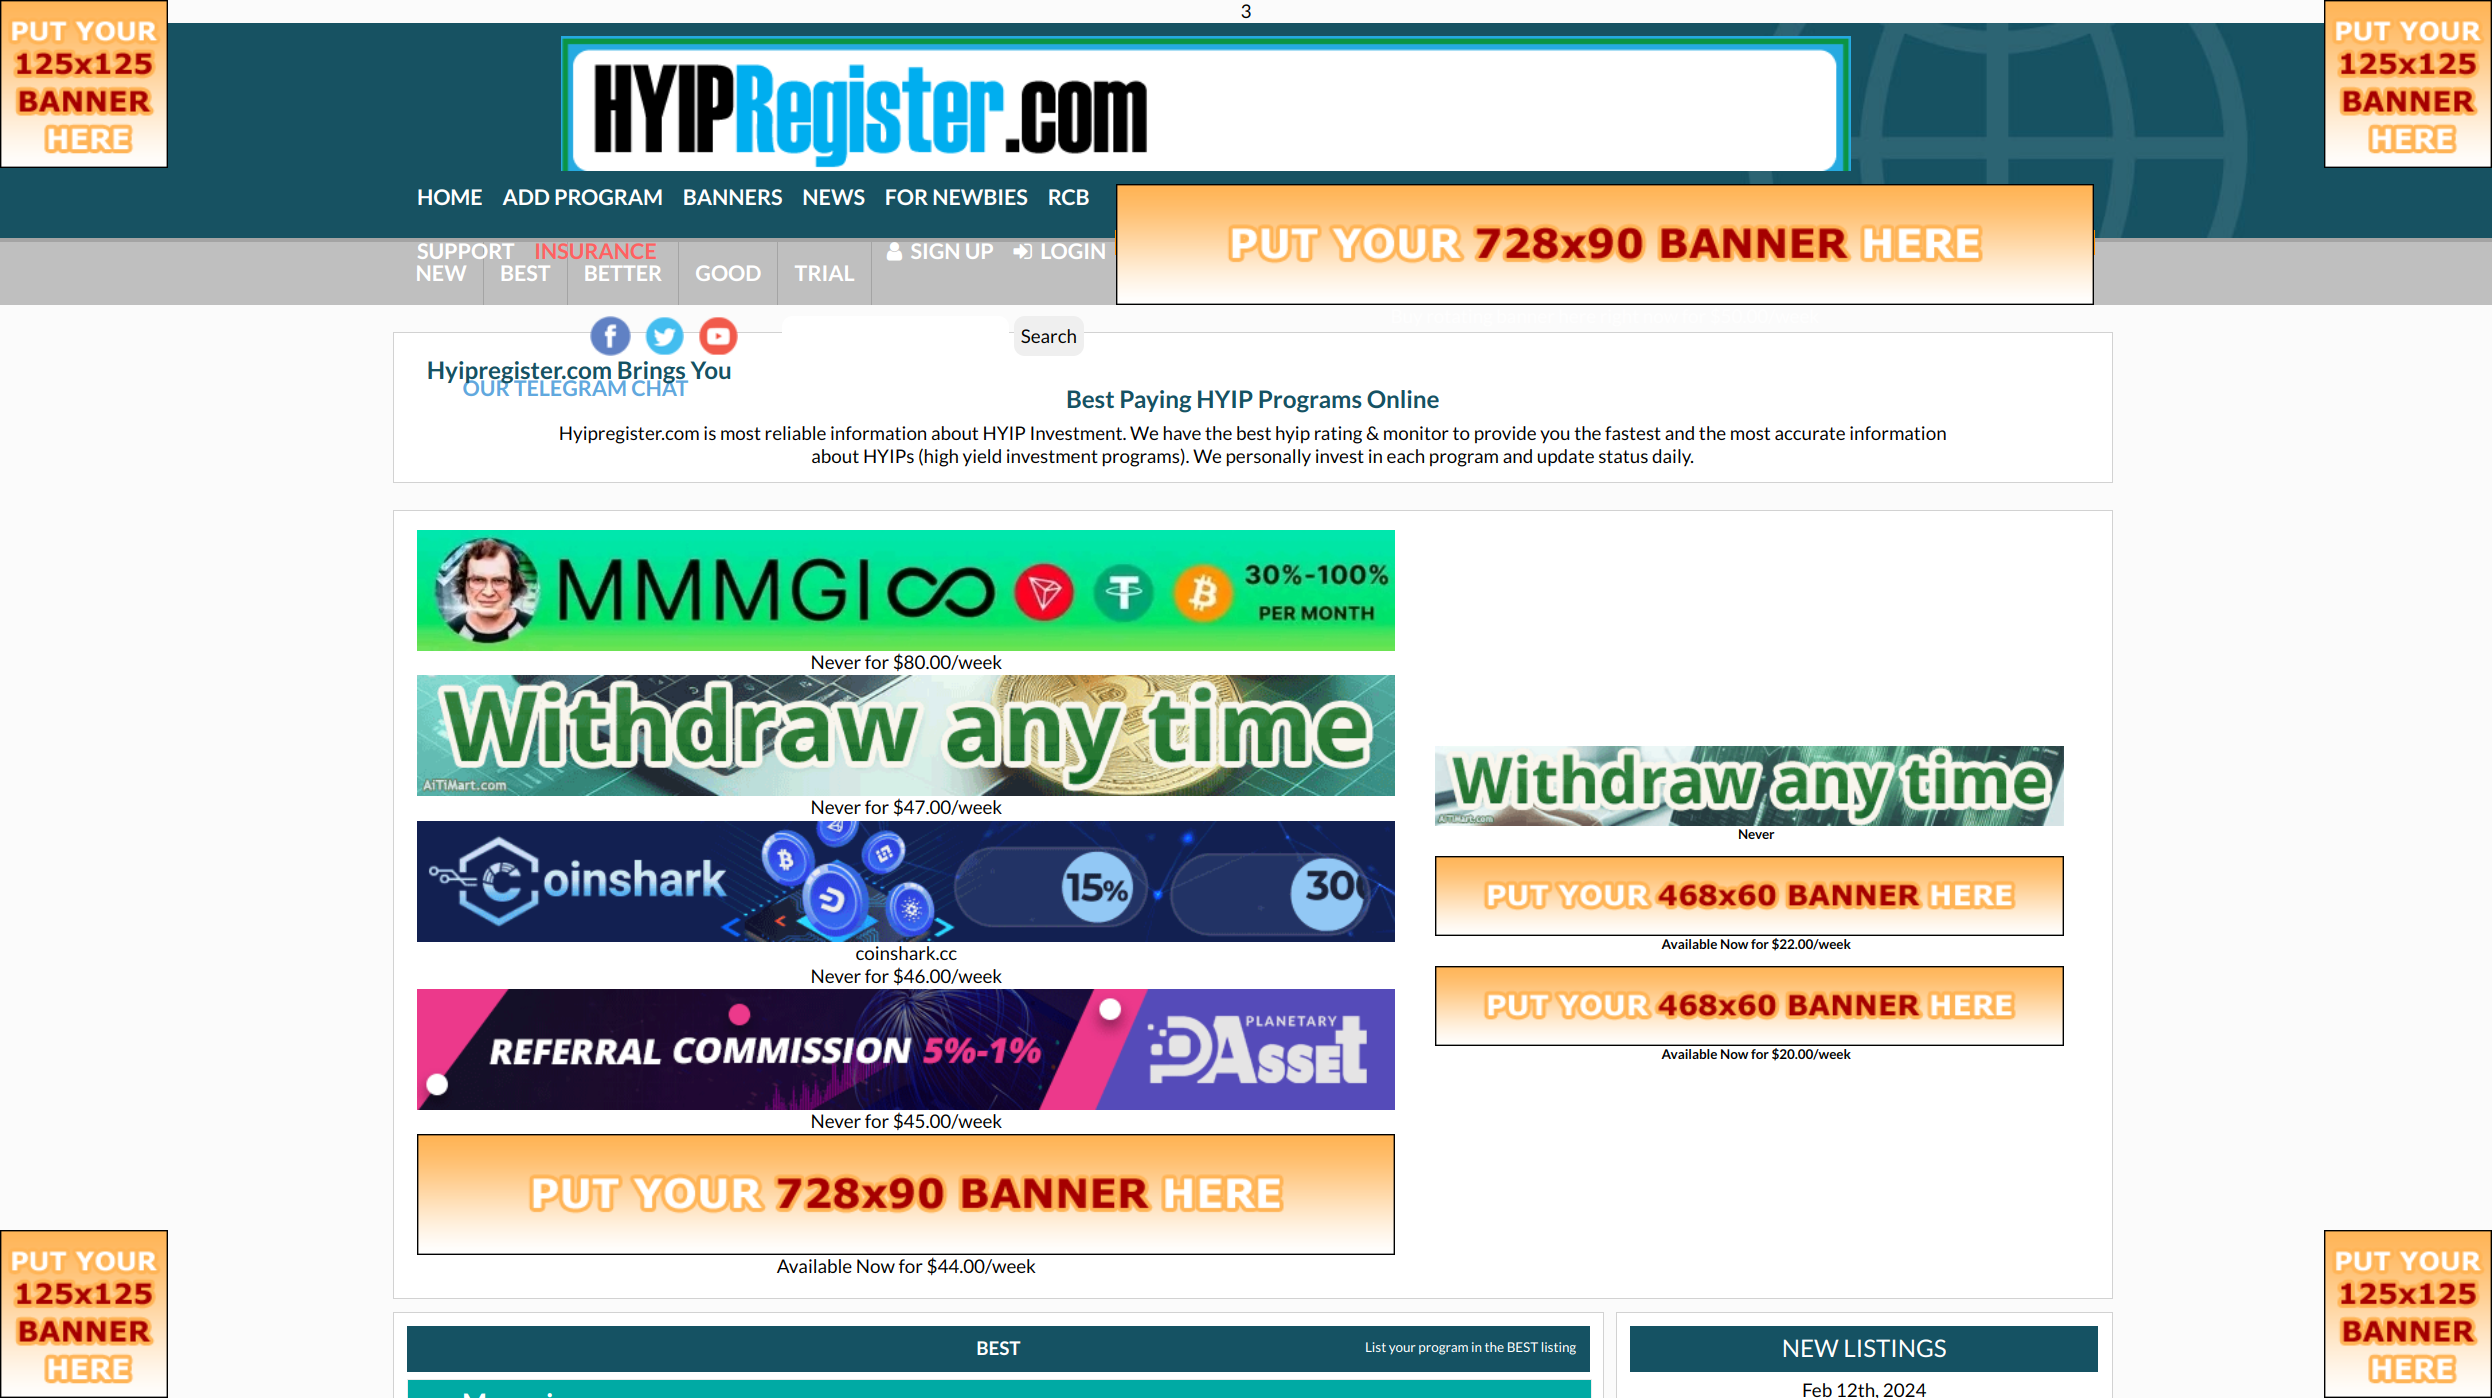 3
PUT YOUR
125x125
BANNER
HERE
HYIPRegister.com
PUT YOUR
125x125
BANNER
HERE
HOME ADD PROGRAM BANNERS NEWS FOR NEWBIES RCB
SUPPORT INSURANCE SIGN UP LOGIN
PUT YOUR 728x90 BANNER HERE
NEW BEST BETTER GOOD TRIAL
Search
Hyipregister.com Brings You
OUR TELEGRAM CHAT
Best Paying HYIP Programs Online
Hyipregister.com is most reliable information about HYIP Investment. We have the best hyip rating & monitor to provide you the fastest and the most accurate information
about HYIPs (high yield investment programs). We personally invest in each program and update status daily.
MMMGI 30%-100%
PER MONTH
Never for $80.00/week
Withdraw any time
AiTiMart.com
Never for $47.00/week
Coinshark 15% 300
coinshark.cc
Never for $46.00/week
REFERRAL COMMISSION 5%-1% PLANETARY
DAsset
Never for $45.00/week
PUT YOUR 728x90 BANNER HERE
Available Now for $44.00/week
Withdraw any time
AiTiMart.com
Never
PUT YOUR 468x60 BANNER HERE
Available Now for $22.00/week
PUT YOUR 468x60 BANNER HERE
Available Now for $20.00/week
PUT YOUR
125x125
BANNER
HERE
BEST List your program in the BEST listing
NEW LISTINGS
Feb 12th, 2024
PUT YOUR
125x125
BANNER
HERE